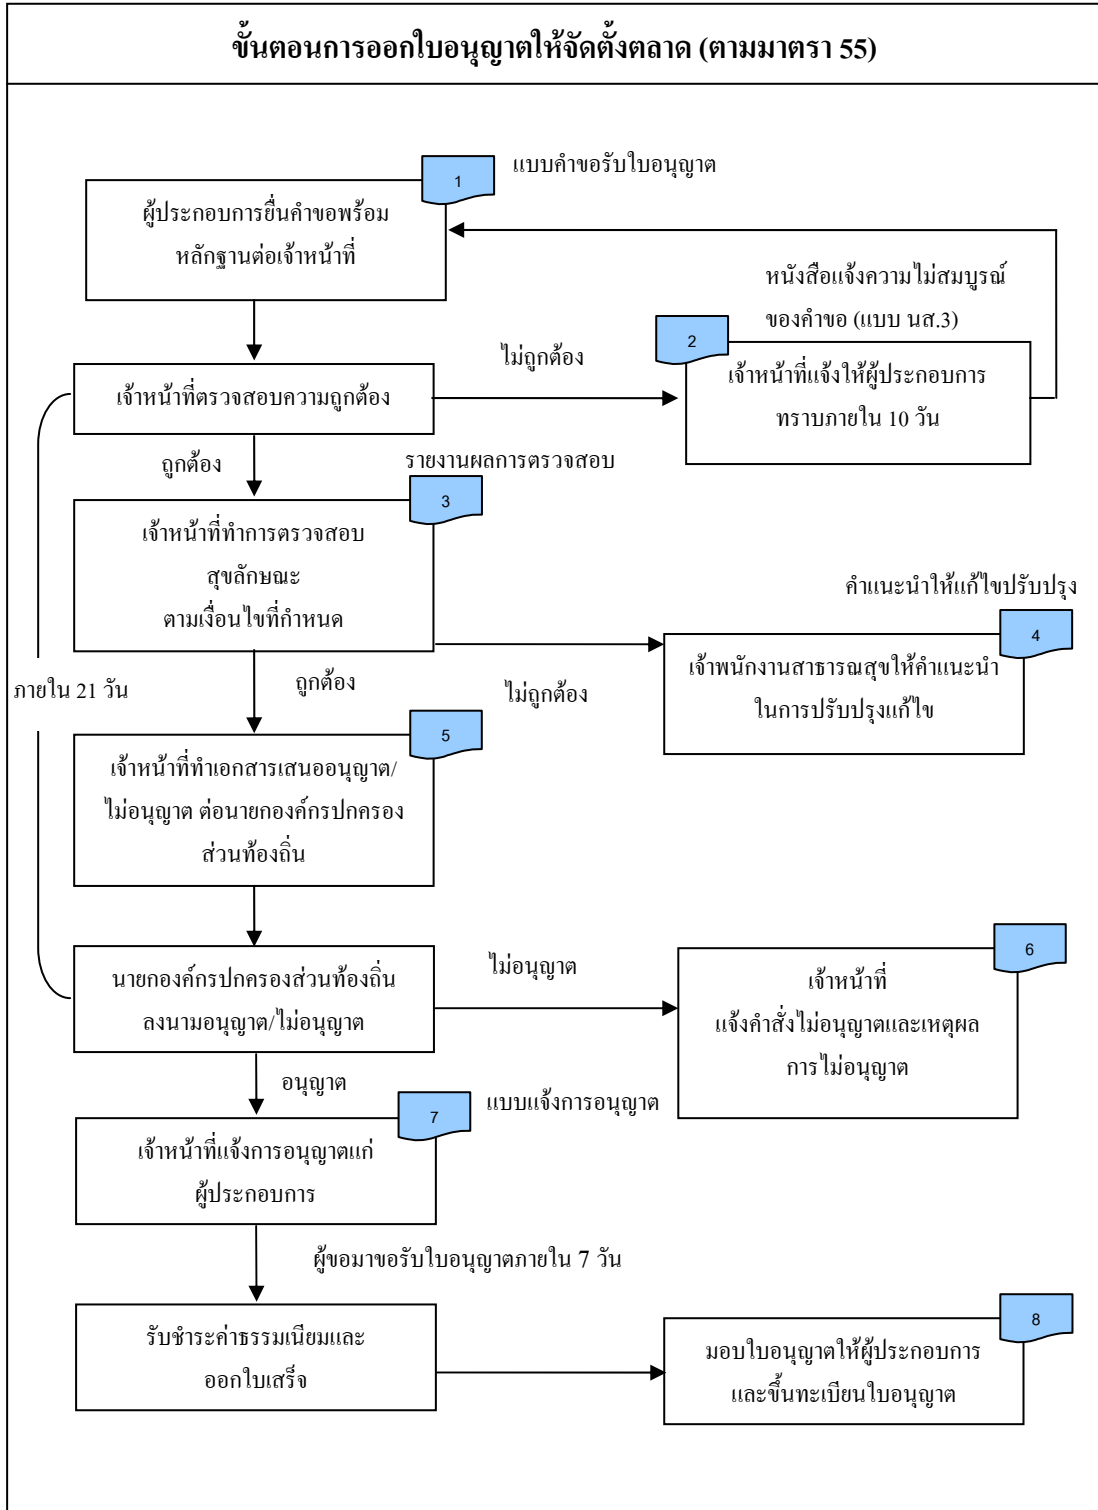 ขั้นตอนการออกใบอนุญาตให้จัดตั้งตลาด (ตามมาตรา 55)
1
แบบคำขอรับใบอนุญาต
ผู้ประกอบการยื่นคำขอพร้อม
หลักฐานต่อเจ้าหน้าที่
หนังสือแจ้งความไม่สมบูรณ์
ของคำขอ (แบบ นส.3)
2
ไม่ถูกต้อง
เจ้าหน้าที่แจ้งให้ผู้ประกอบการ
ทราบภายใน 10 วัน
เจ้าหน้าที่ตรวจสอบความถูกต้อง
ถูกต้อง
รายงานผลการตรวจสอบ
3
เจ้าหน้าที่ทำการตรวจสอบ
สุขลักษณะ
ตามเงื่อนไขที่กำหนด
คำแนะนำให้แก้ไขปรับปรุง
4
เจ้าพนักงานสาธารณสุขให้คำแนะนำ
ในการปรับปรุงแก้ไข
ภายใน 21 วัน
ถูกต้อง
ไม่ถูกต้อง
5
เจ้าหน้าที่ทำเอกสารเสนออนุญาต/
ไม่อนุญาต ต่อนายกองค์กรปกครอง
ส่วนท้องถิ่น
นายกองค์กรปกครองส่วนท้องถิ่น
ลงนามอนุญาต/ไม่อนุญาต
ไม่อนุญาต
6
เจ้าหน้าที่
แจ้งคำสั่งไม่อนุญาตและเหตุผล
การไม่อนุญาต
อนุญาต
7
แบบแจ้งการอนุญาต
เจ้าหน้าที่แจ้งการอนุญาตแก่
ผู้ประกอบการ
ผู้ขอมาขอรับใบอนุญาตภายใน 7 วัน
รับชำระค่าธรรมเนียมและ
ออกใบเสร็จ
8
มอบใบอนุญาตให้ผู้ประกอบการ
และขึ้นทะเบียนใบอนุญาต